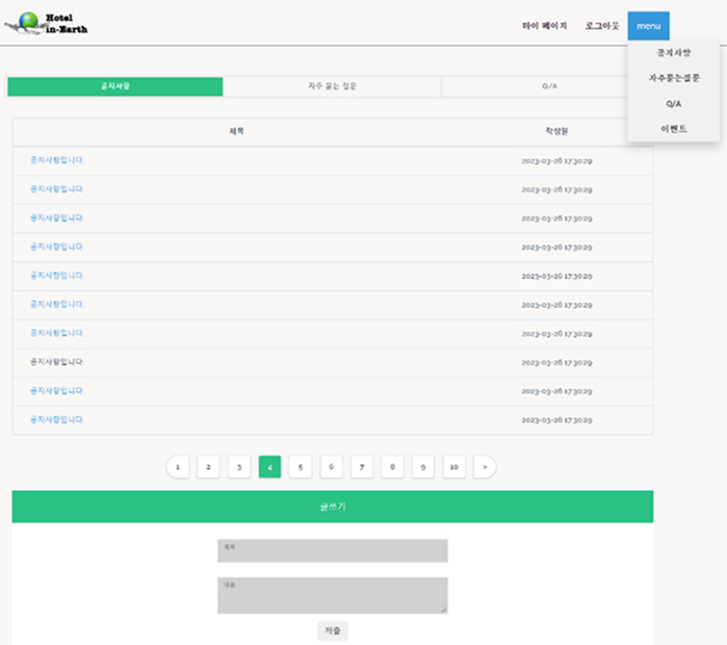 Hotel
in-Earth
마이 페이지 로그아웃 menu
공지사항
자주묻는질문
Q/A
이벤트
공지사항 자주 묻는 질문 Q/A
제목 작성일
공지사항입니다. 2023-03-26 17:30:29
공지사항입니다. 2023-03-26 17:30:29
공지사항입니다. 2023-03-26 17:30:29
공지사항입니다. 2023-03-26 17:30:29
공지사항입니다. 2023-03-26 17:30:29
공지사항입니다. 2023-03-26 17:30:29
공지사항입니다. 2023-03-26 17:30:29
공지사항입니다. 2023-03-26 17:30:29
공지사항입니다. 2023-03-26 17:30:29
공지사항입니다. 2023-03-26 17:30:29
1 2 3 4 5 6 7 8 9 10 >
글쓰기
제목
내용
제출